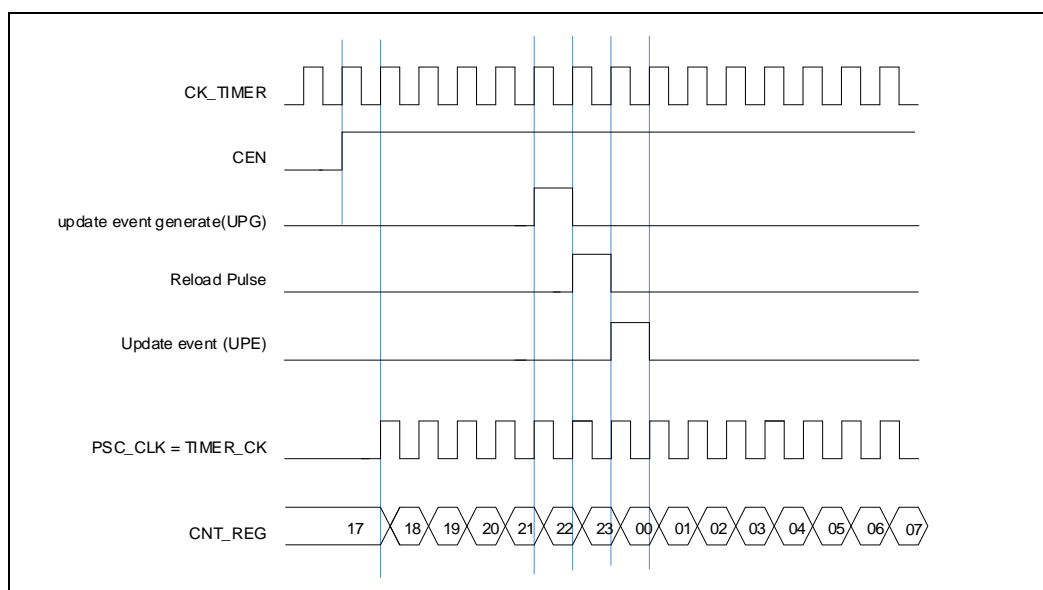 CK_TIMER
CEN
update event generate(UPG)
Reload Pulse
Update event (UPE)
PSC_CLK = TIMER_CK
CNT_REG 17 18 19 20 21 22 23 00 01 02 03 04 05 06 07